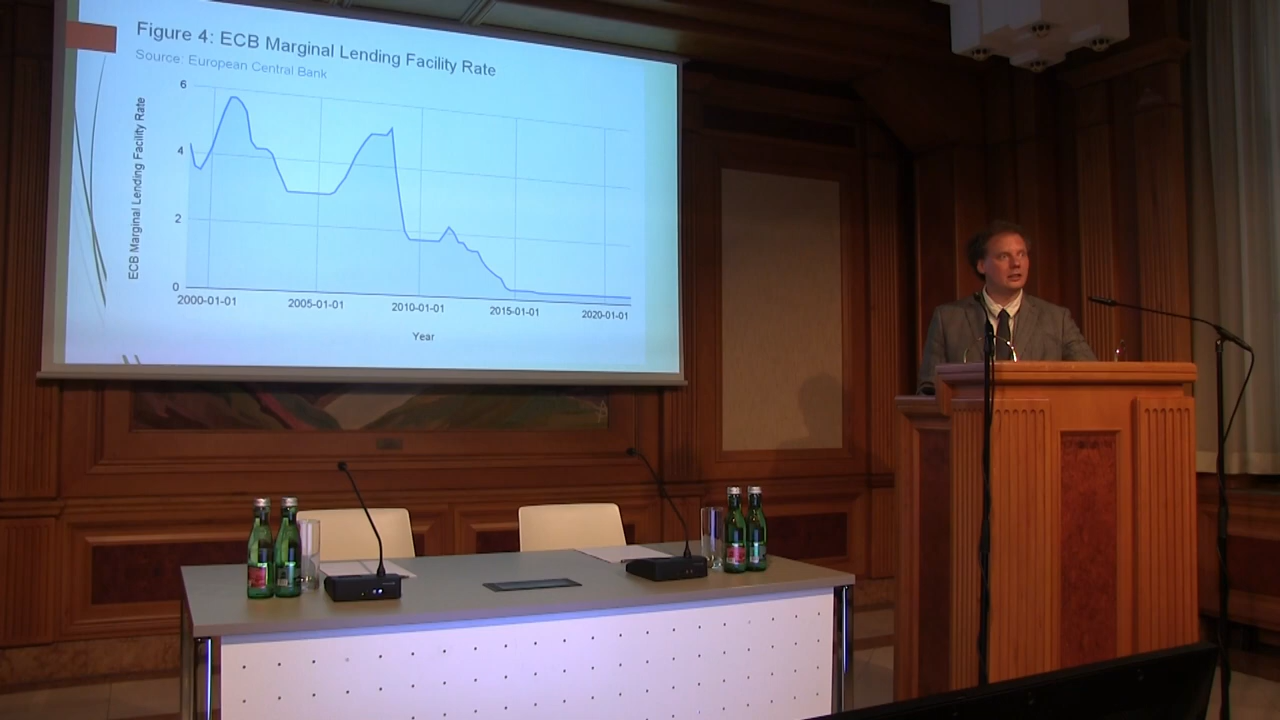 Figure 4: ECB Marginal Lending Facility Rate
Source: European Central Bank
ECB Marginal Lending Facility Rate
6
4
2
0
2000-01-01
2005-01-01
2010-01-01
2015-01-01
2020-01-01
Year